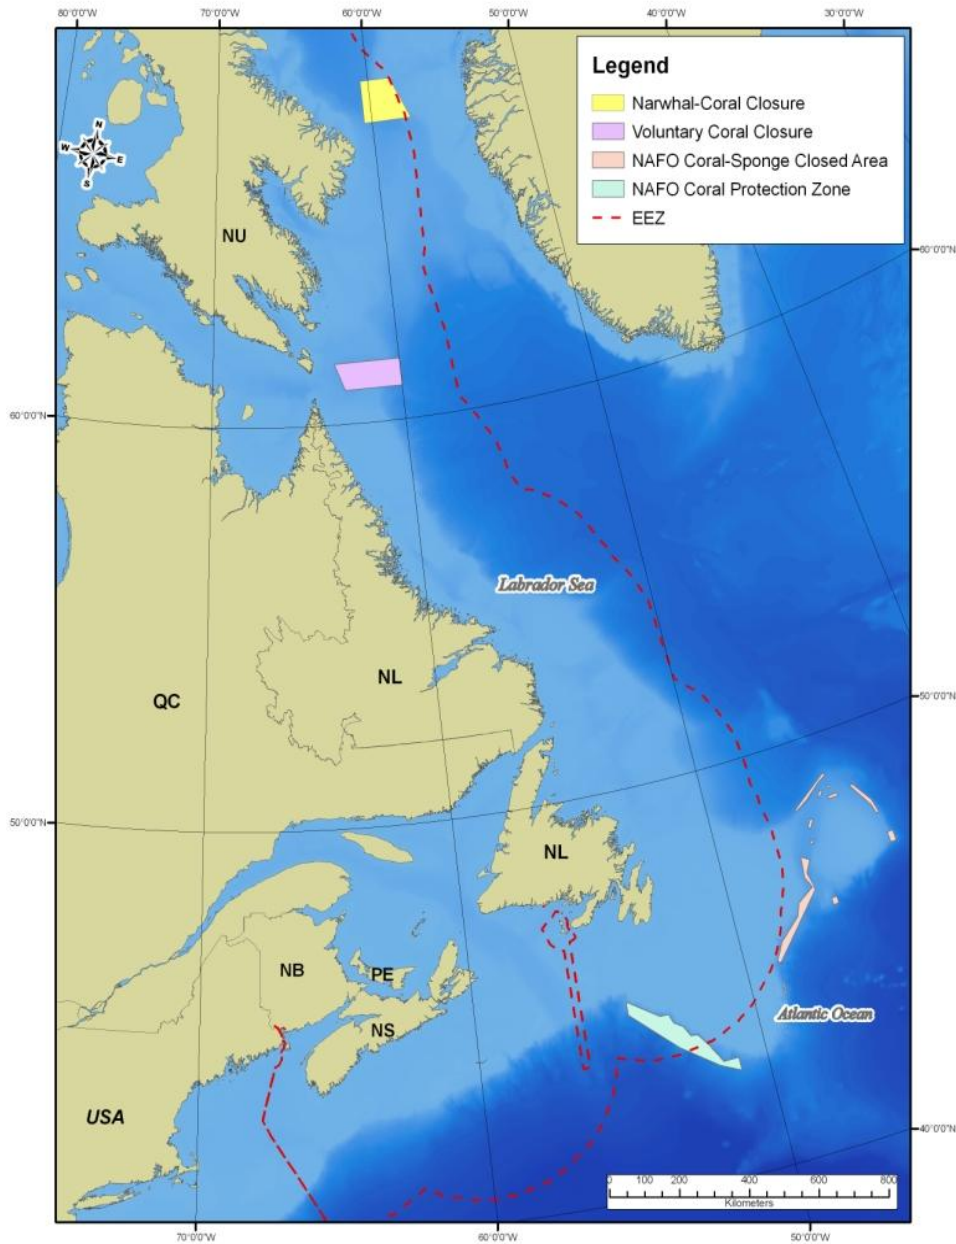 80°0'0"W 70°0'0"W 60°0'0"W 50°0'0"W 40°0'0"W 30°0'0"W
Legend
Narwhal-Coral Closure
Voluntary Coral Closure
NAFO Coral-Sponge Closed Area
NAFO Coral Protection Zone
EEZ
N
W E
S
NU
60°0'0"N
60°0'0"N
Labrador Sea
NL
QC
50°0'0"N
50°0'0"N
NL
NB
PE
NS
Atlantic Ocean
USA
40°0'0"N
0 100 200 400 600 800
Kilometers
70°0'0"W 60°0'0"W 50°0'0"W